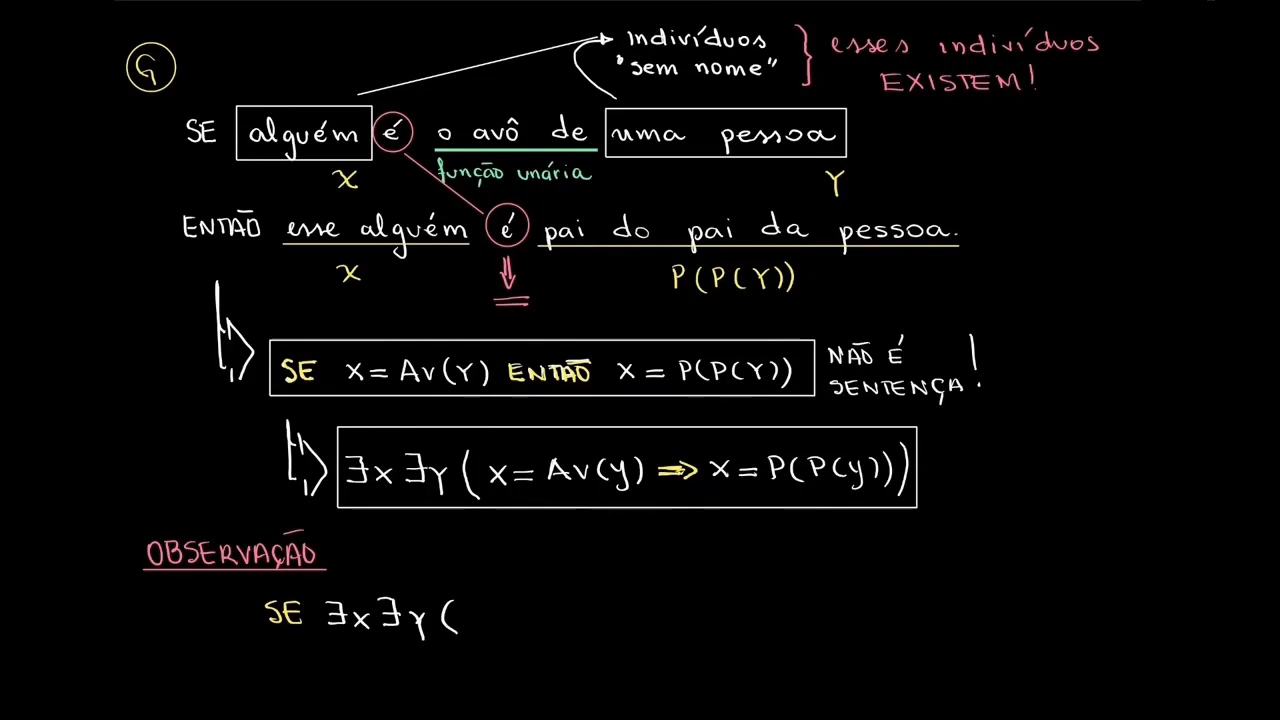 G
indivíduos } esses indivíduos
"sem nome" EXISTEM!
SE alguém é o avô de uma pessoa
X função unária Y
ENTÃO esse alguém é pai do pai da pessoa.
X P(P(Y))
SE X = Av(Y) ENTÃO X = P(P(Y)) NÃO É
SENTENÇA!
∃x ∃y ( x = Av(y) ⇒ x = P(P(y)))
OBSERVAÇÃO
SE ∃x ∃y (